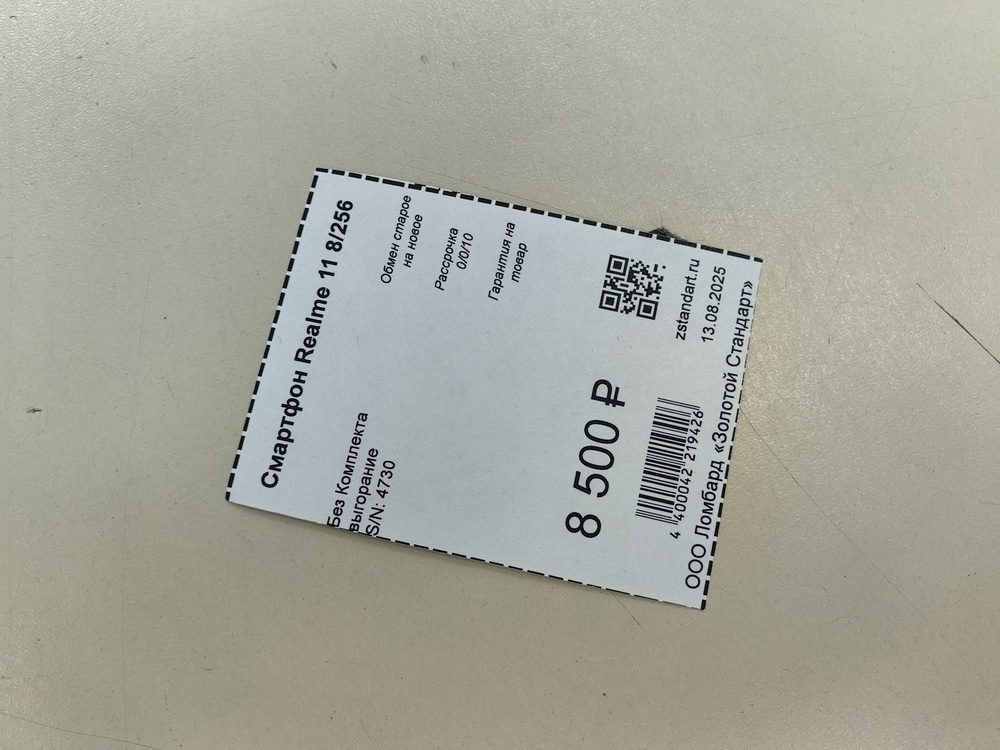 Смартфон Realme 11 8/256
Без Комплекта
выгорание
S/N: 4730
Обмен старое
на новое
Рассрочка
0/0/10
Гарантия на
товар
8 500 ₽
4 400042 219426
zstandart.ru
13.08.2025
ООО Ломбард «Золотой Стандарт»